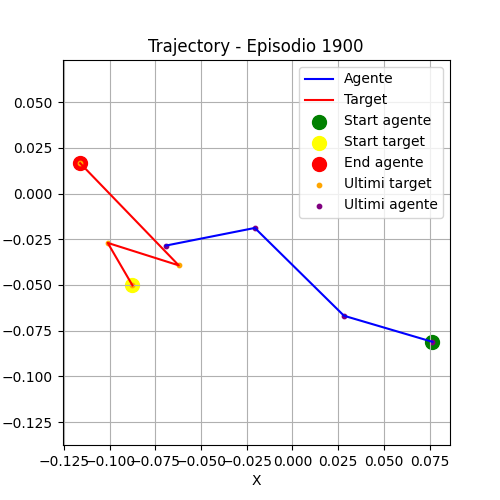 Trajectory - Episodio 1900
Agente
Target
Start agente
Start target
End agente
Ultimi target
Ultimi agente
0.050
0.025
0.000
−0.025
−0.050
−0.075
−0.100
−0.125
−0.125 −0.100 −0.075 −0.050 −0.025 0.000 0.025 0.050 0.075
X